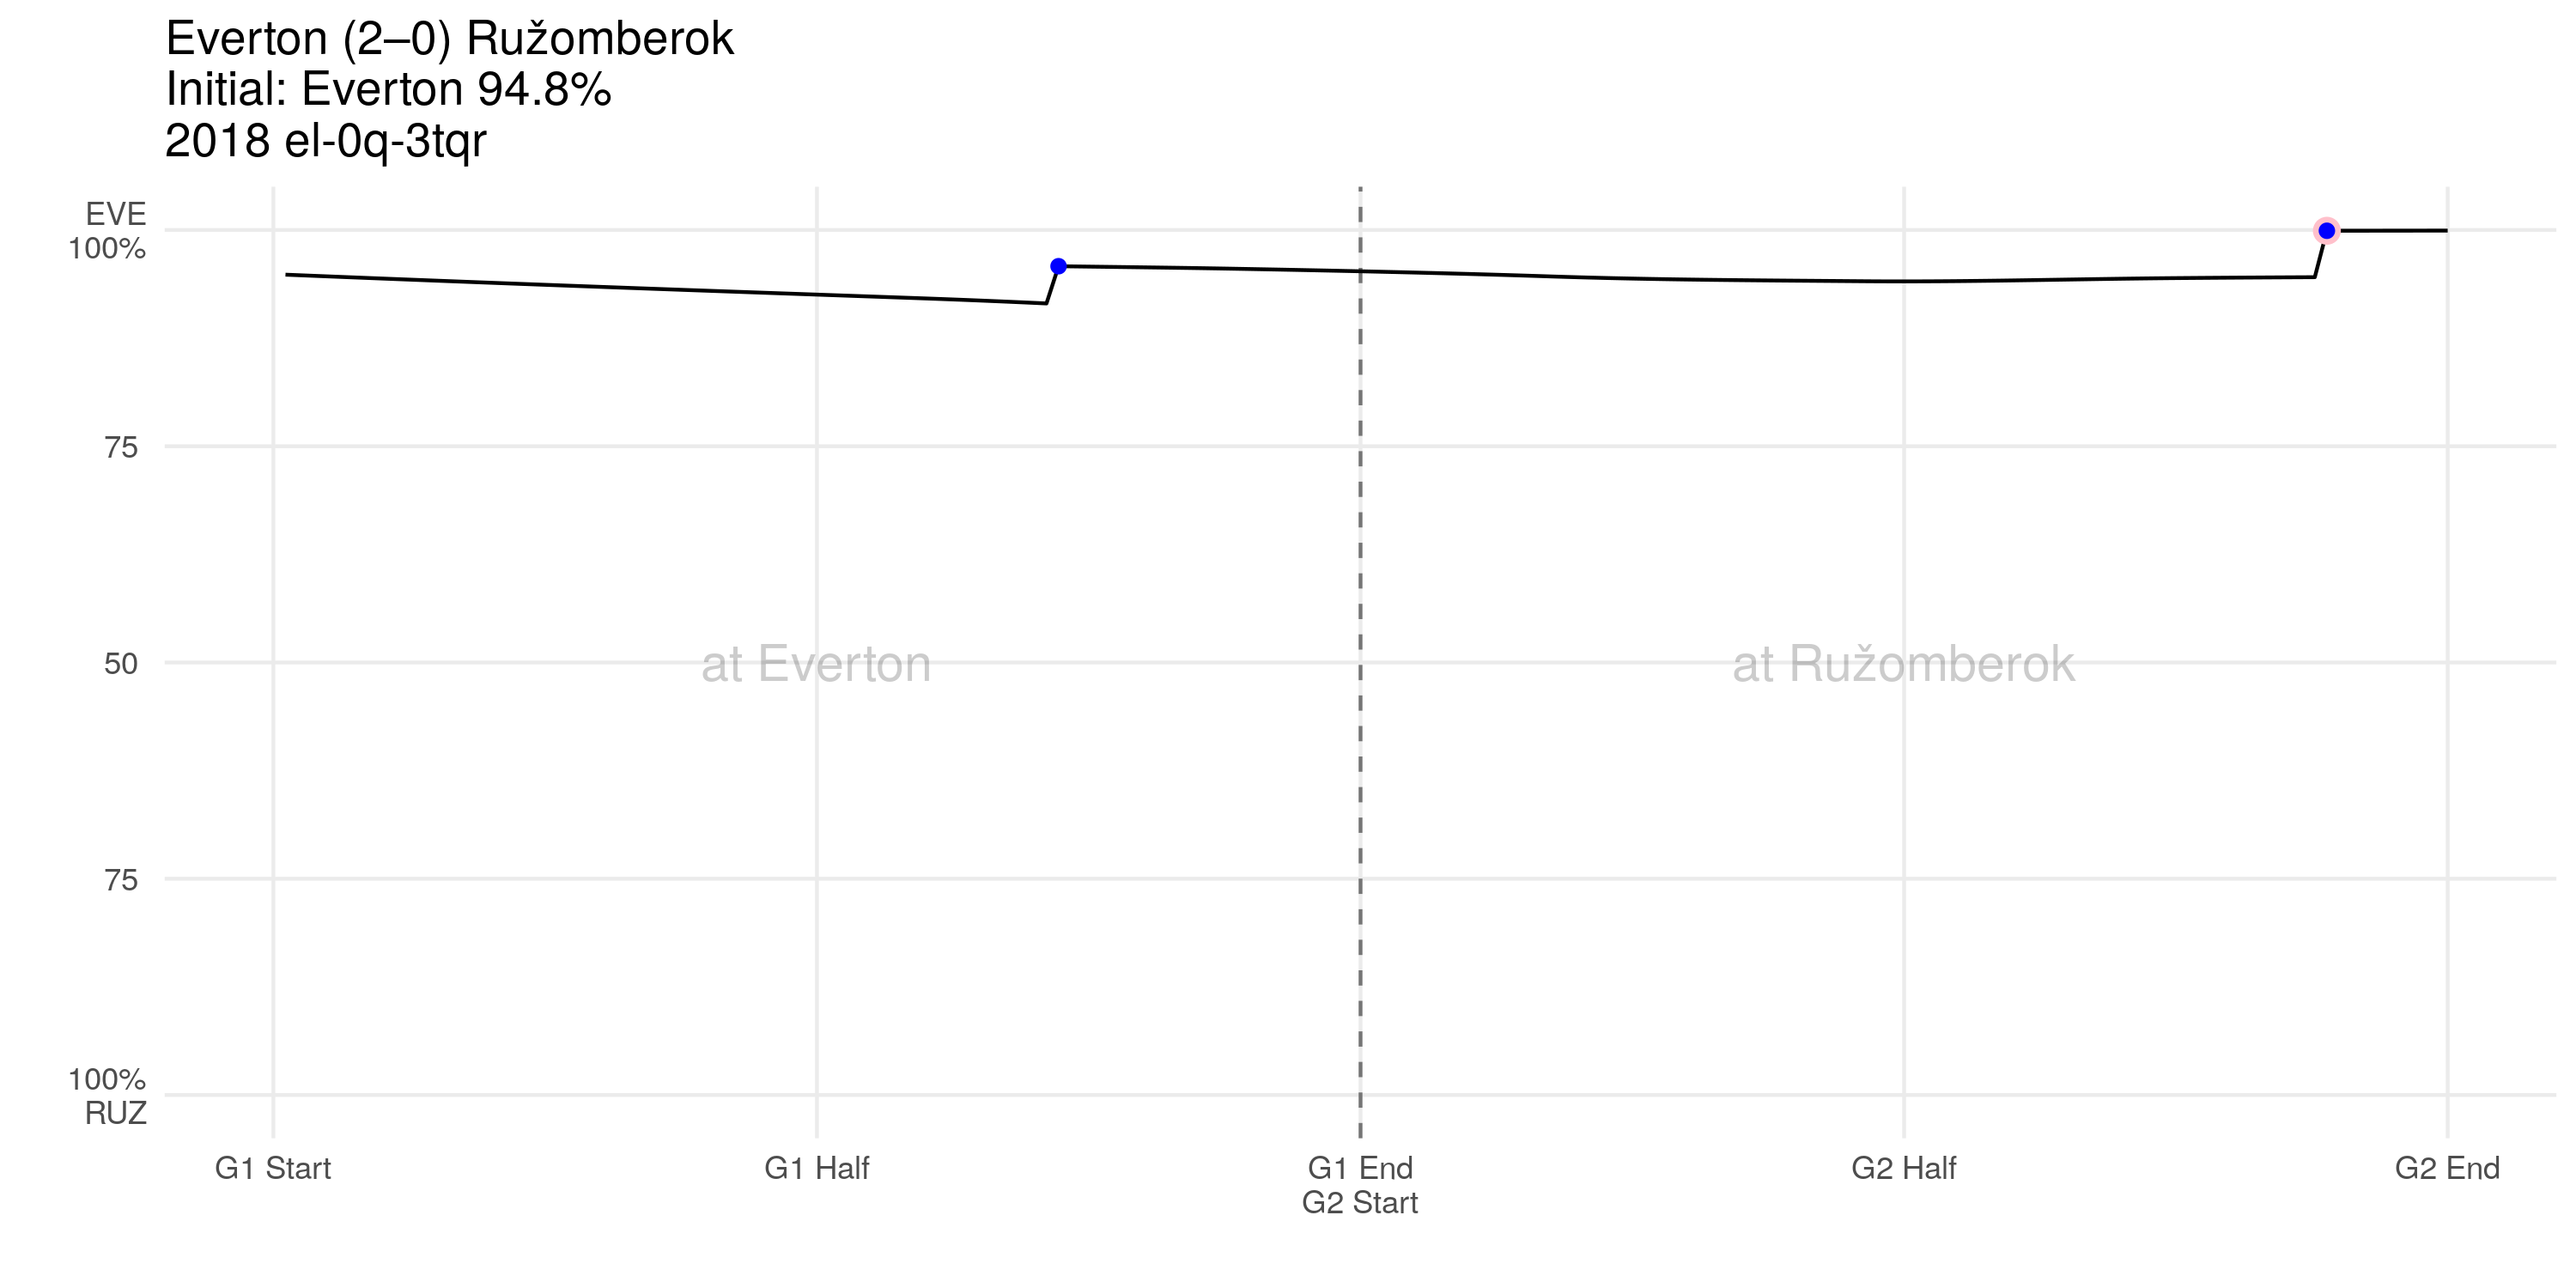 Everton (2–0) Ružomberok
Initial: Everton 94.8%
2018 el-0q-3tqr
EVE
100%
75
50
75
100%
RUZ
at Everton
at Ružomberok
G1 Start
G1 Half
G1 End
G2 Start
G2 Half
G2 End